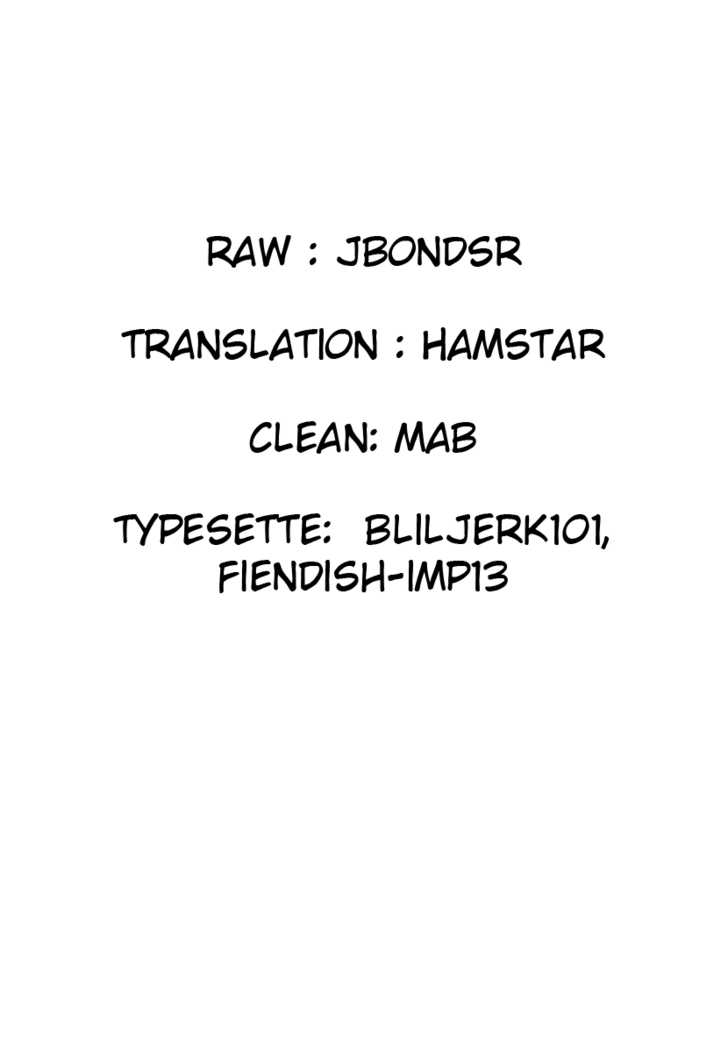 RAW : JBONDSR
TRANSLATION : HAMSTAR
CLEAN: MAB
TYPESETTE: BLILJERK101,
FIENDISH-IMP13